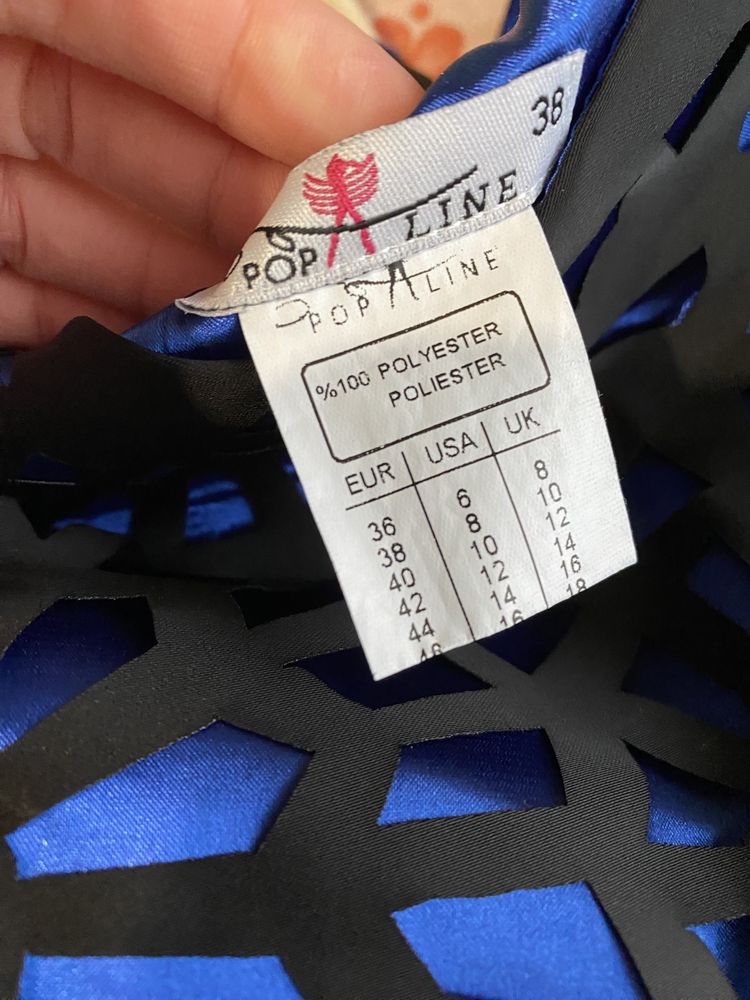 38
POP A LINE
POP A LINE
%100 POLYESTER
POLIESTER
EUR USA UK
36 6 8
38 8 10
40 10 12
42 12 14
44 14 16
46 16 18